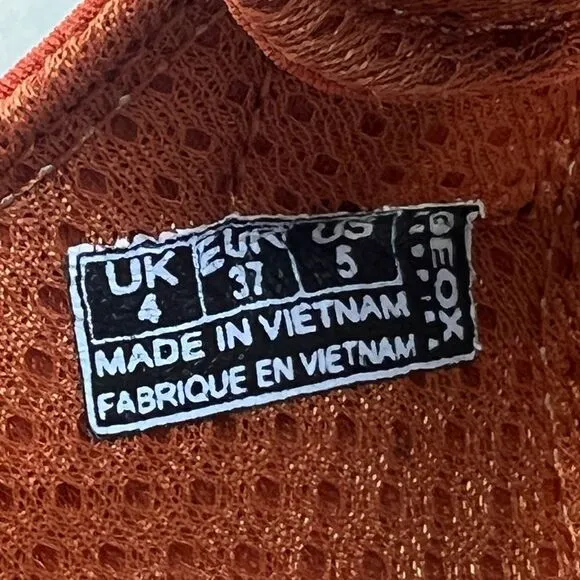 UK EUR US
4 37 5
MADE IN VIETNAM
FABRIQUE EN VIETNAM
GEOX